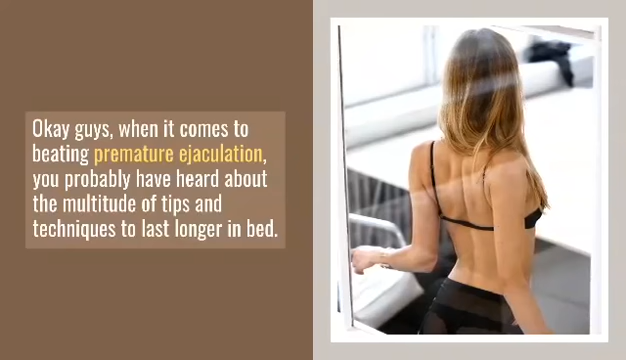 Okay guys, when it comes to
beating premature ejaculation,
you probably have heard about
the multitude of tips and
techniques to last longer in bed.